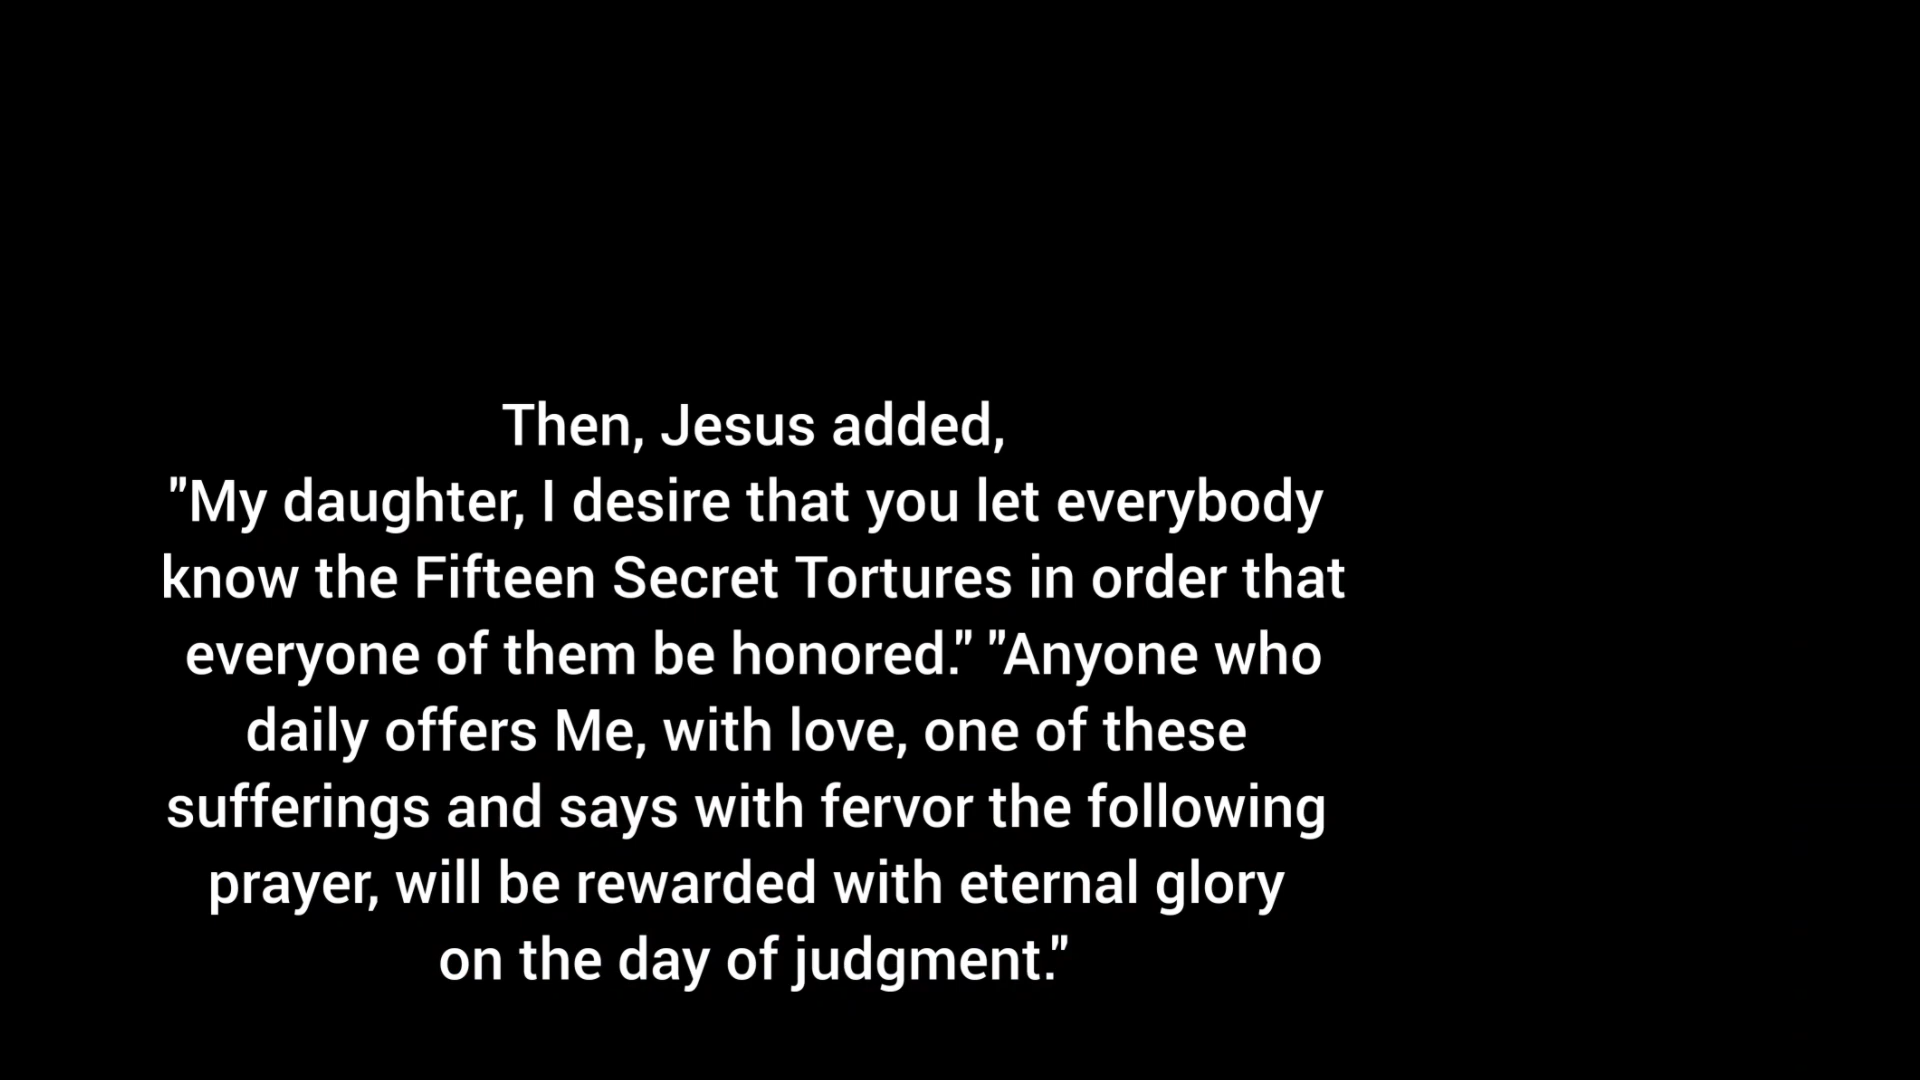 Then, Jesus added,
"My daughter, I desire that you let everybody
know the Fifteen Secret Tortures in order that
everyone of them be honored." "Anyone who
daily offers Me, with love, one of these
sufferings and says with fervor the following
prayer, will be rewarded with eternal glory
on the day of judgment."